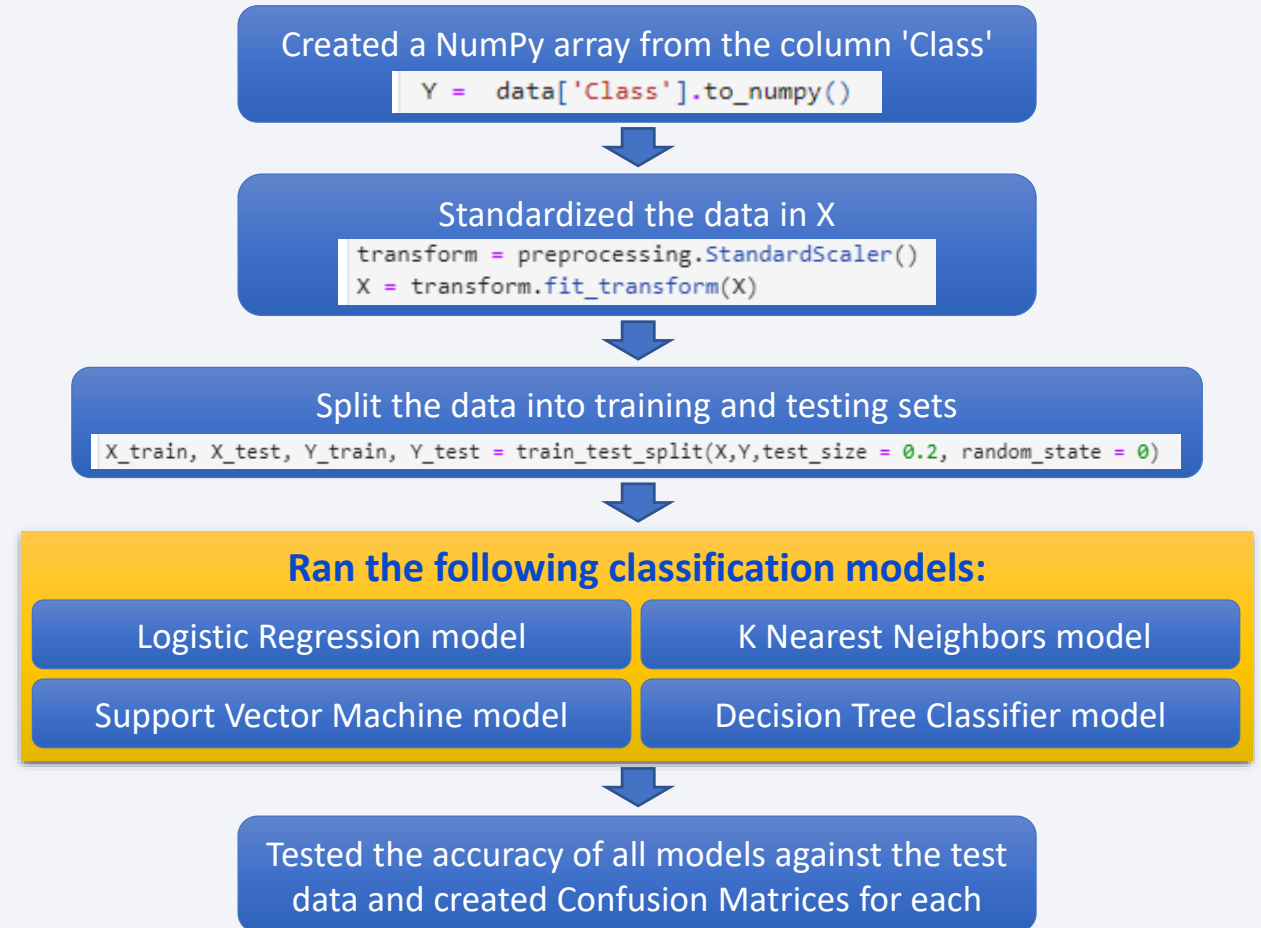 Created a NumPy array from the column 'Class'
Y =  data['Class'].to_numpy()
Standardized the data in X
transform = preprocessing.StandardScaler()
X = transform.fit_transform(X)
Split the data into training and testing sets
X_train, X_test, Y_train, Y_test = train_test_split(X,Y,test_size = 0.2, random_state = 0)
Ran the following classification models:
Logistic Regression model
K Nearest Neighbors model
Support Vector Machine model
Decision Tree Classifier model
Tested the accuracy of all models against the test
data and created Confusion Matrices for each